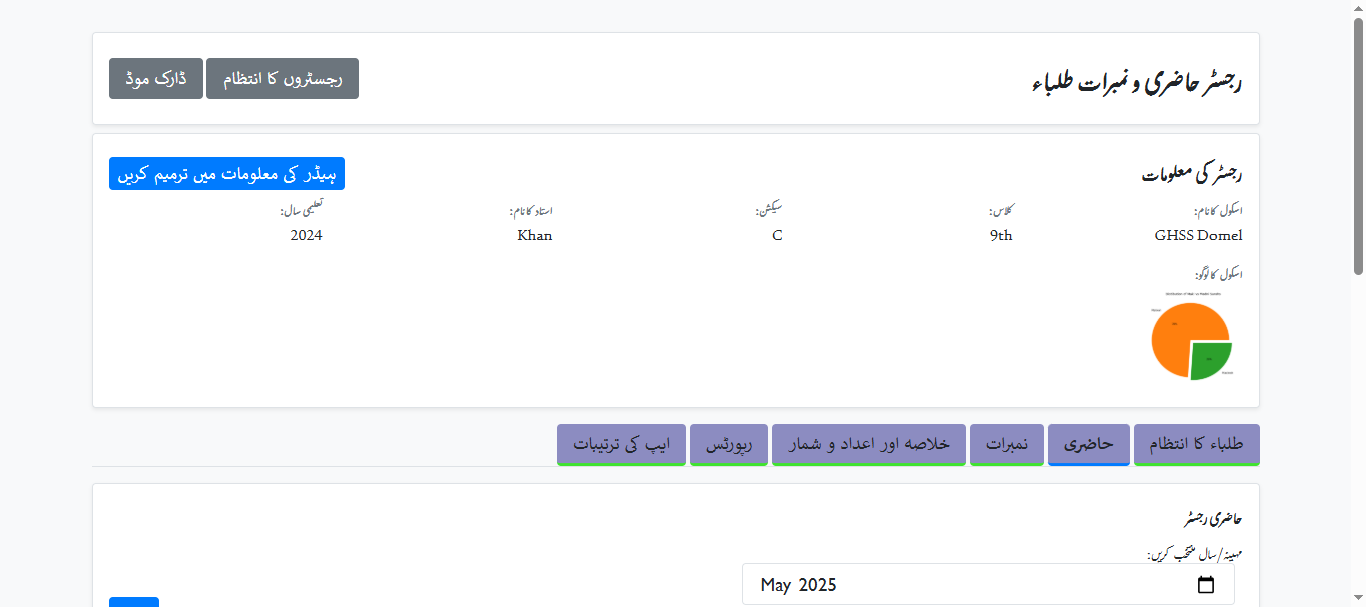 رجسٹر حاضری و نمبرات طلباء
رجسٹروں کا انتظام
ڈارک موڈ
رجسٹر کی معلومات
ہیڈر کی معلومات میں ترمیم کریں
اسکول کا نام:
GHSS Domel
کلاس:
9th
سیکشن:
C
استاد کا نام:
Khan
تعلیمی سال:
2024
اسکول کا لوگو:
طلباء کا انتظام
حاضری
نمبرات
خلاصہ اور اعداد و شمار
رپورٹس
ایپ کی ترتیبات
حاضری رجسٹر
مہینہ/سال منتخب کریں:
May 2025